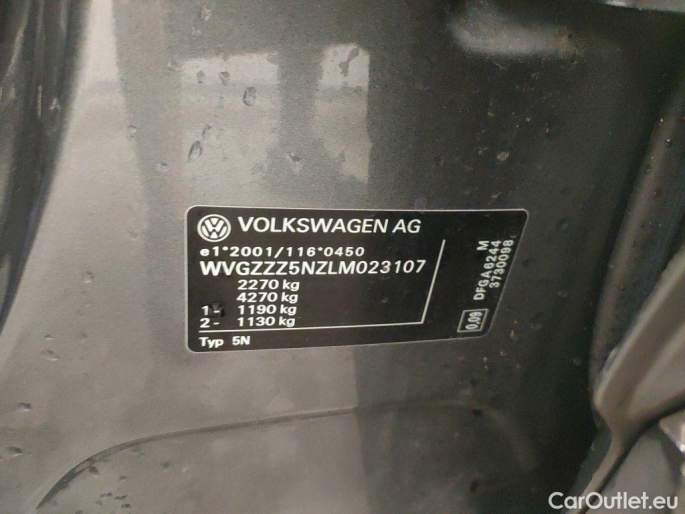 VOLKSWAGEN AG
e1*2001/116*0450
WVGZZZ5NZLM023107
2270 kg
4270 kg
1- 1190 kg
2- 1130 kg
Typ 5N
0,09
DFGA6244
M
3730098
CarOutlet.eu